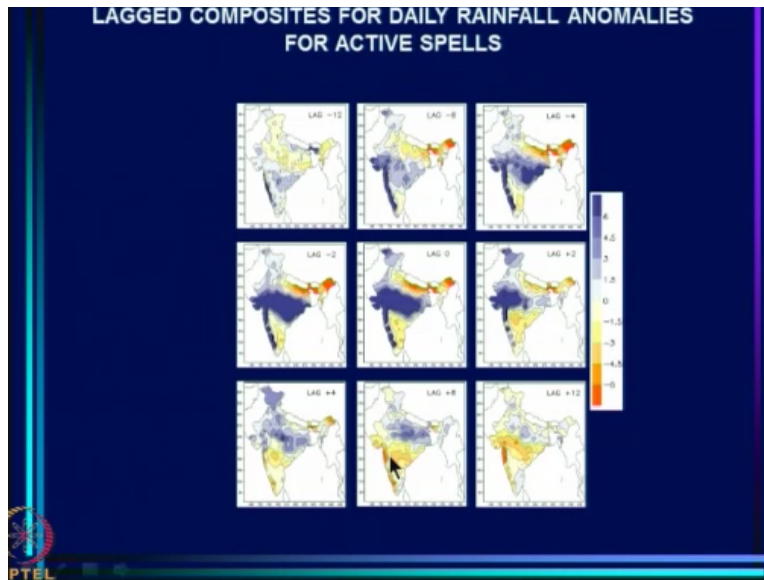 LAGGED COMPOSITES FOR DAILY RAINFALL ANOMALIES
FOR ACTIVE SPELLS
LAG -12
LAG -8
LAG -4
LAG -2
LAG 0
LAG +2
LAG +4
LAG +8
LAG +12
6
4.5
3
1.5
0
-1.5
-3
-4.5
-6
PTEL